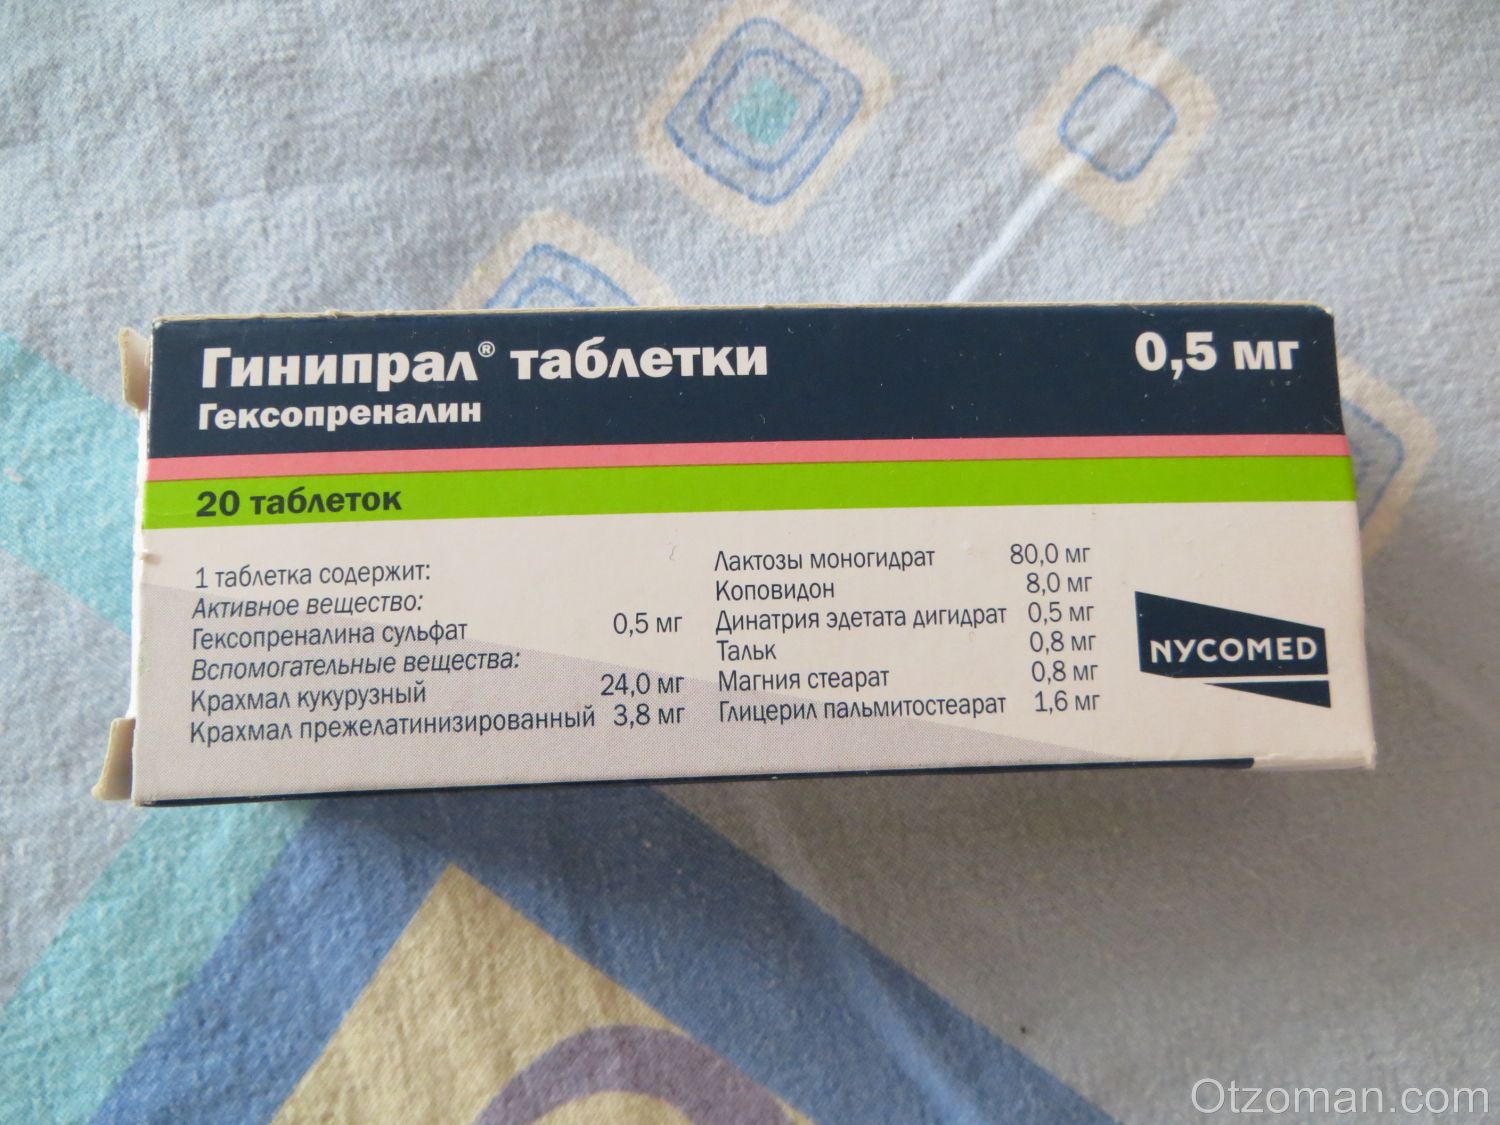 Гинипрал® таблетки 0,5 мг
Гексопреналин
20 таблеток
1 таблетка содержит:
Активное вещество:
Гексопреналина сульфат 0,5 мг
Вспомогательные вещества:
Крахмал кукурузный 24,0 мг
Крахмал прежелатинизированный 3,8 мг
Лактозы моногидрат 80,0 мг
Коповидон 8,0 мг
Динатрия эдетата дигидрат 0,5 мг
Тальк 0,8 мг
Магния стеарат 0,8 мг
Глицерил пальмитостеарат 1,6 мг
NYCOMED
Otzoman.com